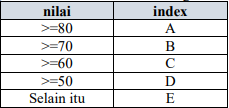 nilai index
>=80 A
>=70 B
>=60 C
>=50 D
Selain itu E